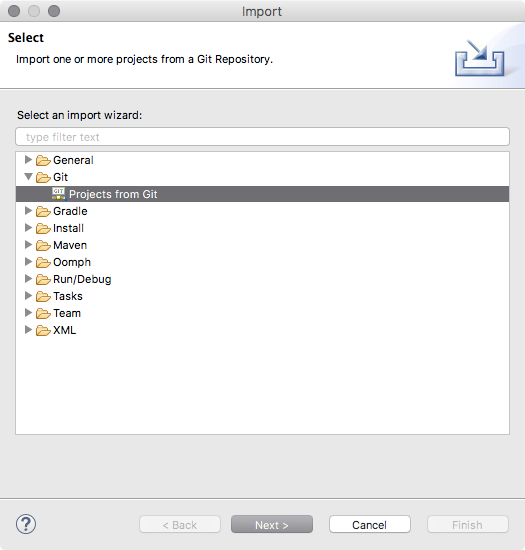 Import
Select
Import one or more projects from a Git Repository.
Select an import wizard:
type filter text
General
Git
GIT Projects from Git
Gradle
Install
Maven
Oomph
Run/Debug
Tasks
Team
XML
?
< Back
Next >
Cancel
Finish